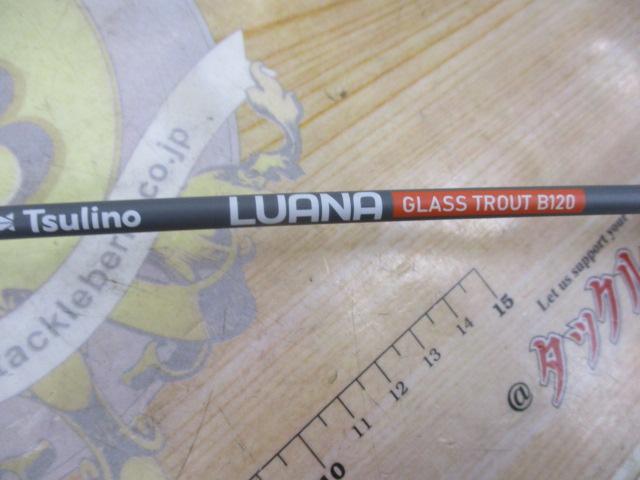 Tsulino LUANA GLASS TROUT B120
tackleberry.co.jp
10 11 12 13 14 15
Let us support your
@タックル